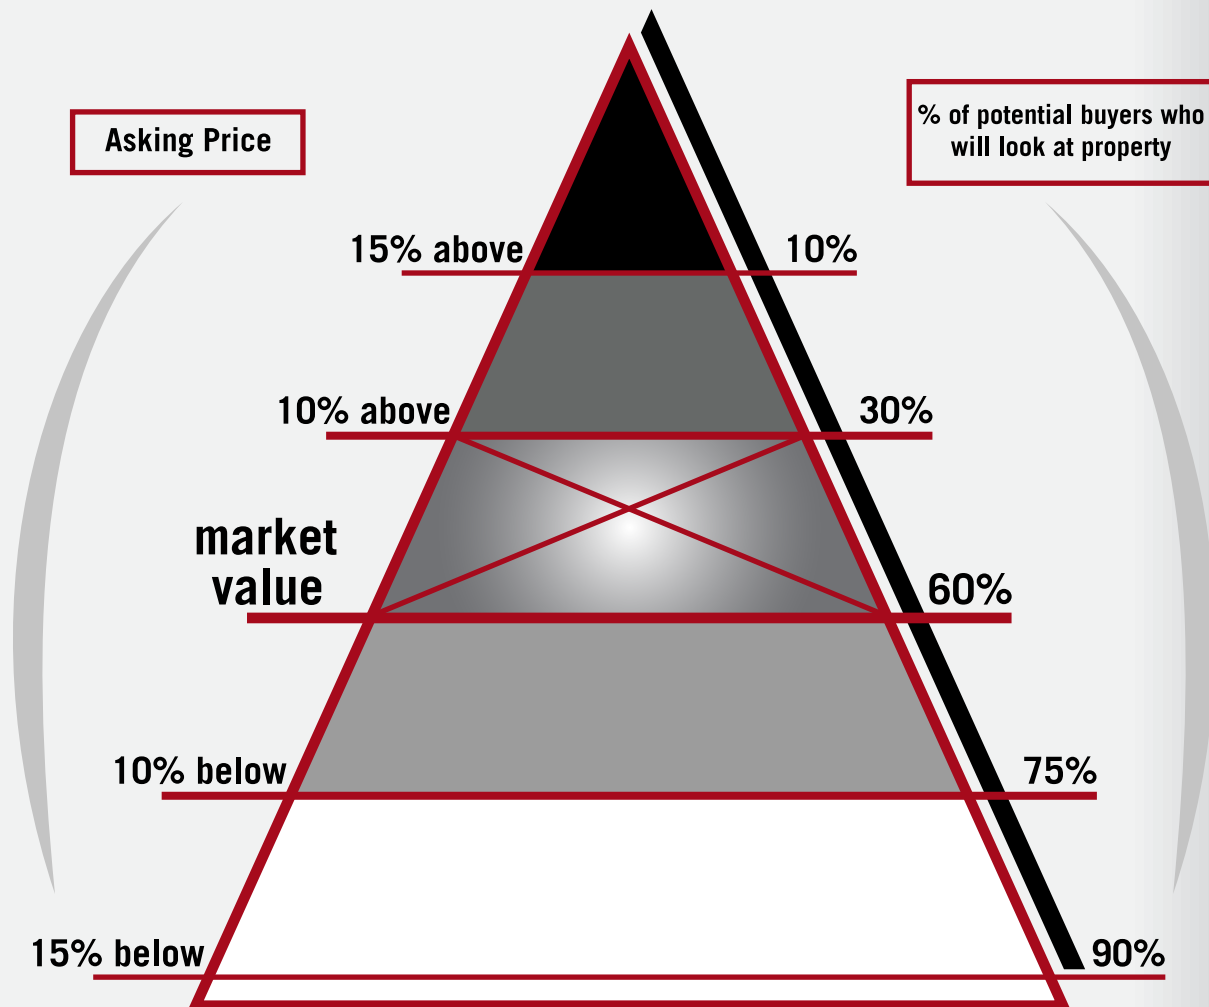 Asking Price
% of potential buyers who
will look at property
15% above
10%
10% above
30%
market
value
60%
10% below
75%
15% below
90%